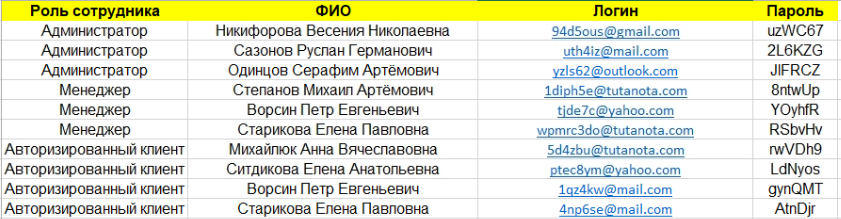 Роль сотрудника ФИО Логин Пароль
Администратор Никифорова Весения Николаевна 94d5ous@gmail.com uzWC67
Администратор Сазонов Руслан Германович uth4iz@mail.com 2L6KZG
Администратор Одинцов Серафим Артёмович yzls62@outlook.com JlFRCZ
Менеджер Степанов Михаил Артёмович 1diph5e@tutanota.com 8ntwUp
Менеджер Ворсин Петр Евгеньевич tjde7c@yahoo.com YOyhfR
Менеджер Старикова Елена Павловна wpmrc3do@tutanota.com RSbvHv
Авторизированный клиент Михайлюк Анна Вячеславовна 5d4zbu@tutanota.com rwVDh9
Авторизированный клиент Ситдикова Елена Анатольевна ptec8ym@yahoo.com LdNyos
Авторизированный клиент Ворсин Петр Евгеньевич 1qz4kw@mail.com gynQMT
Авторизированный клиент Старикова Елена Павловна 4np6se@mail.com AtnDjr